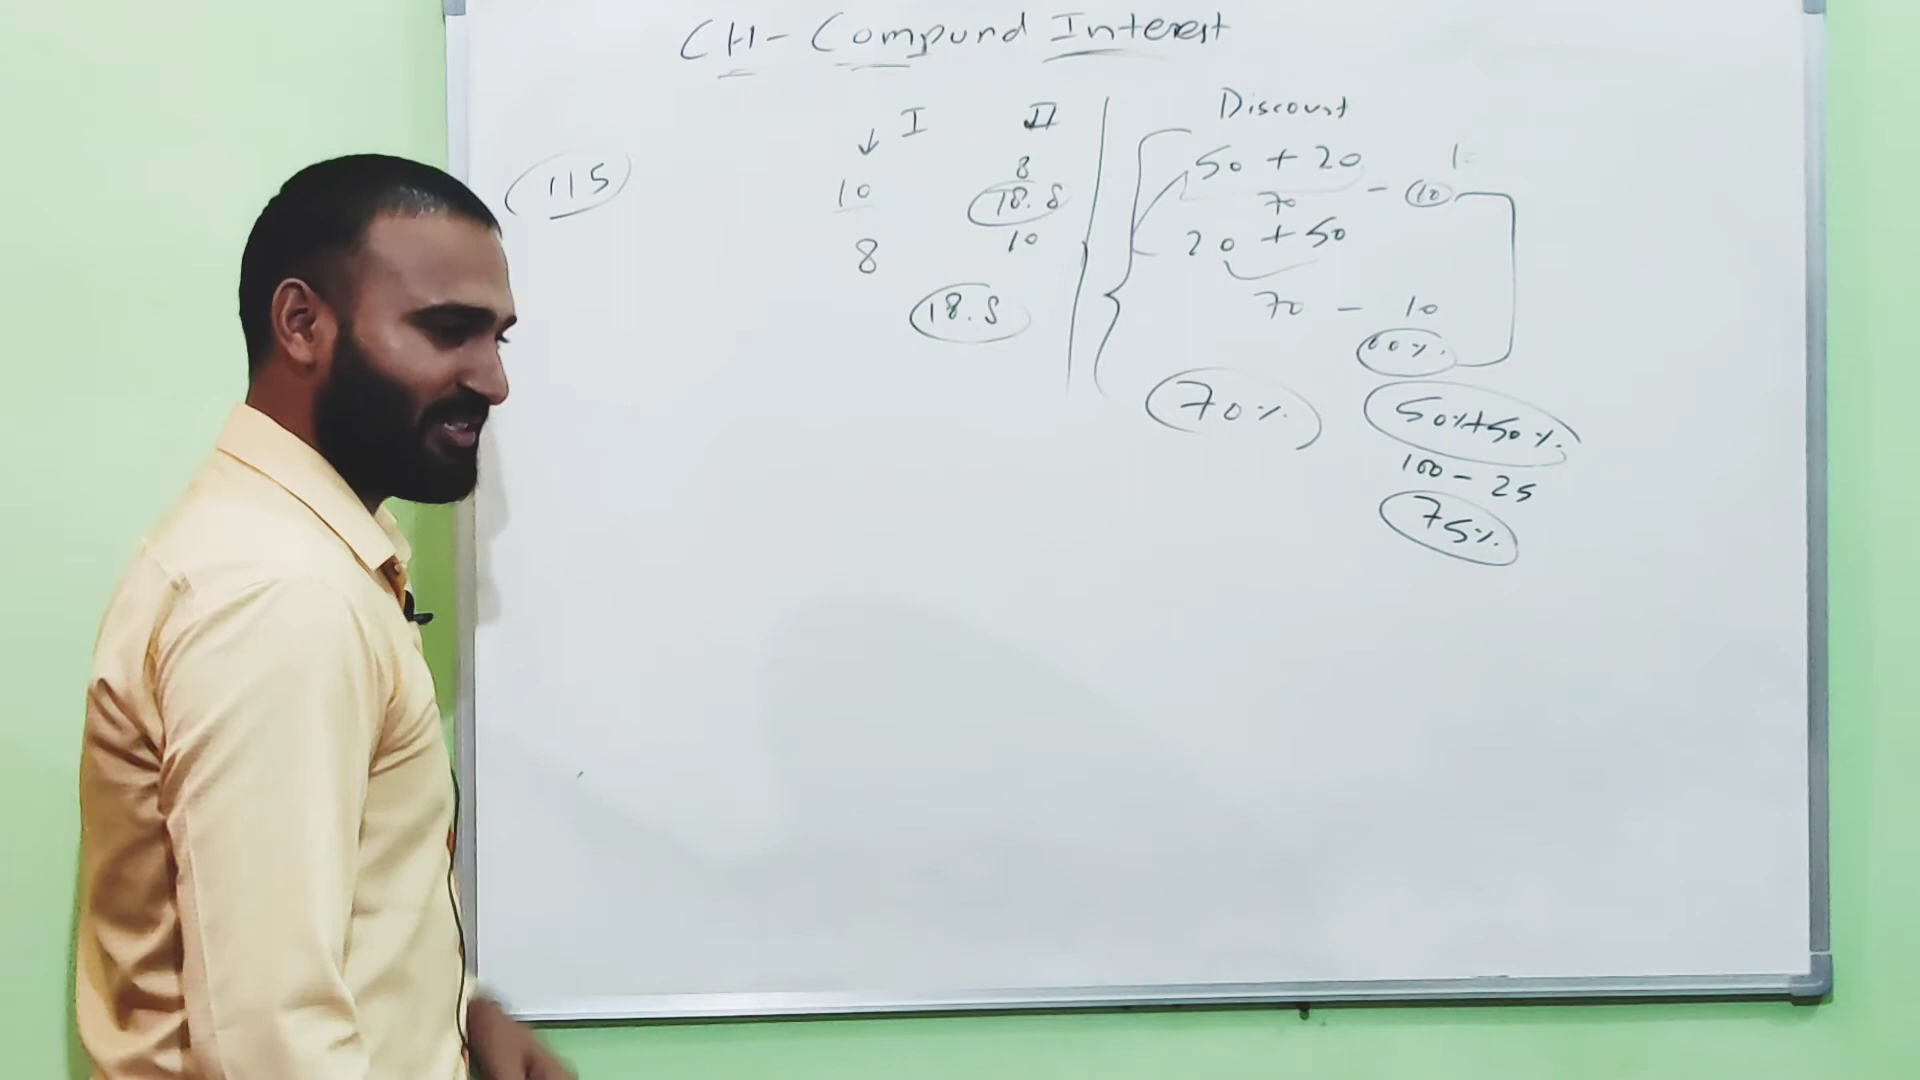 CH - Compund Interest
I II
115
8
10 18.8
8 10
18.8
Discount
50 + 20
70 - 10
20 + 50
70 - 10
60%.
70%.
50%+50%.
100 - 25
75%.